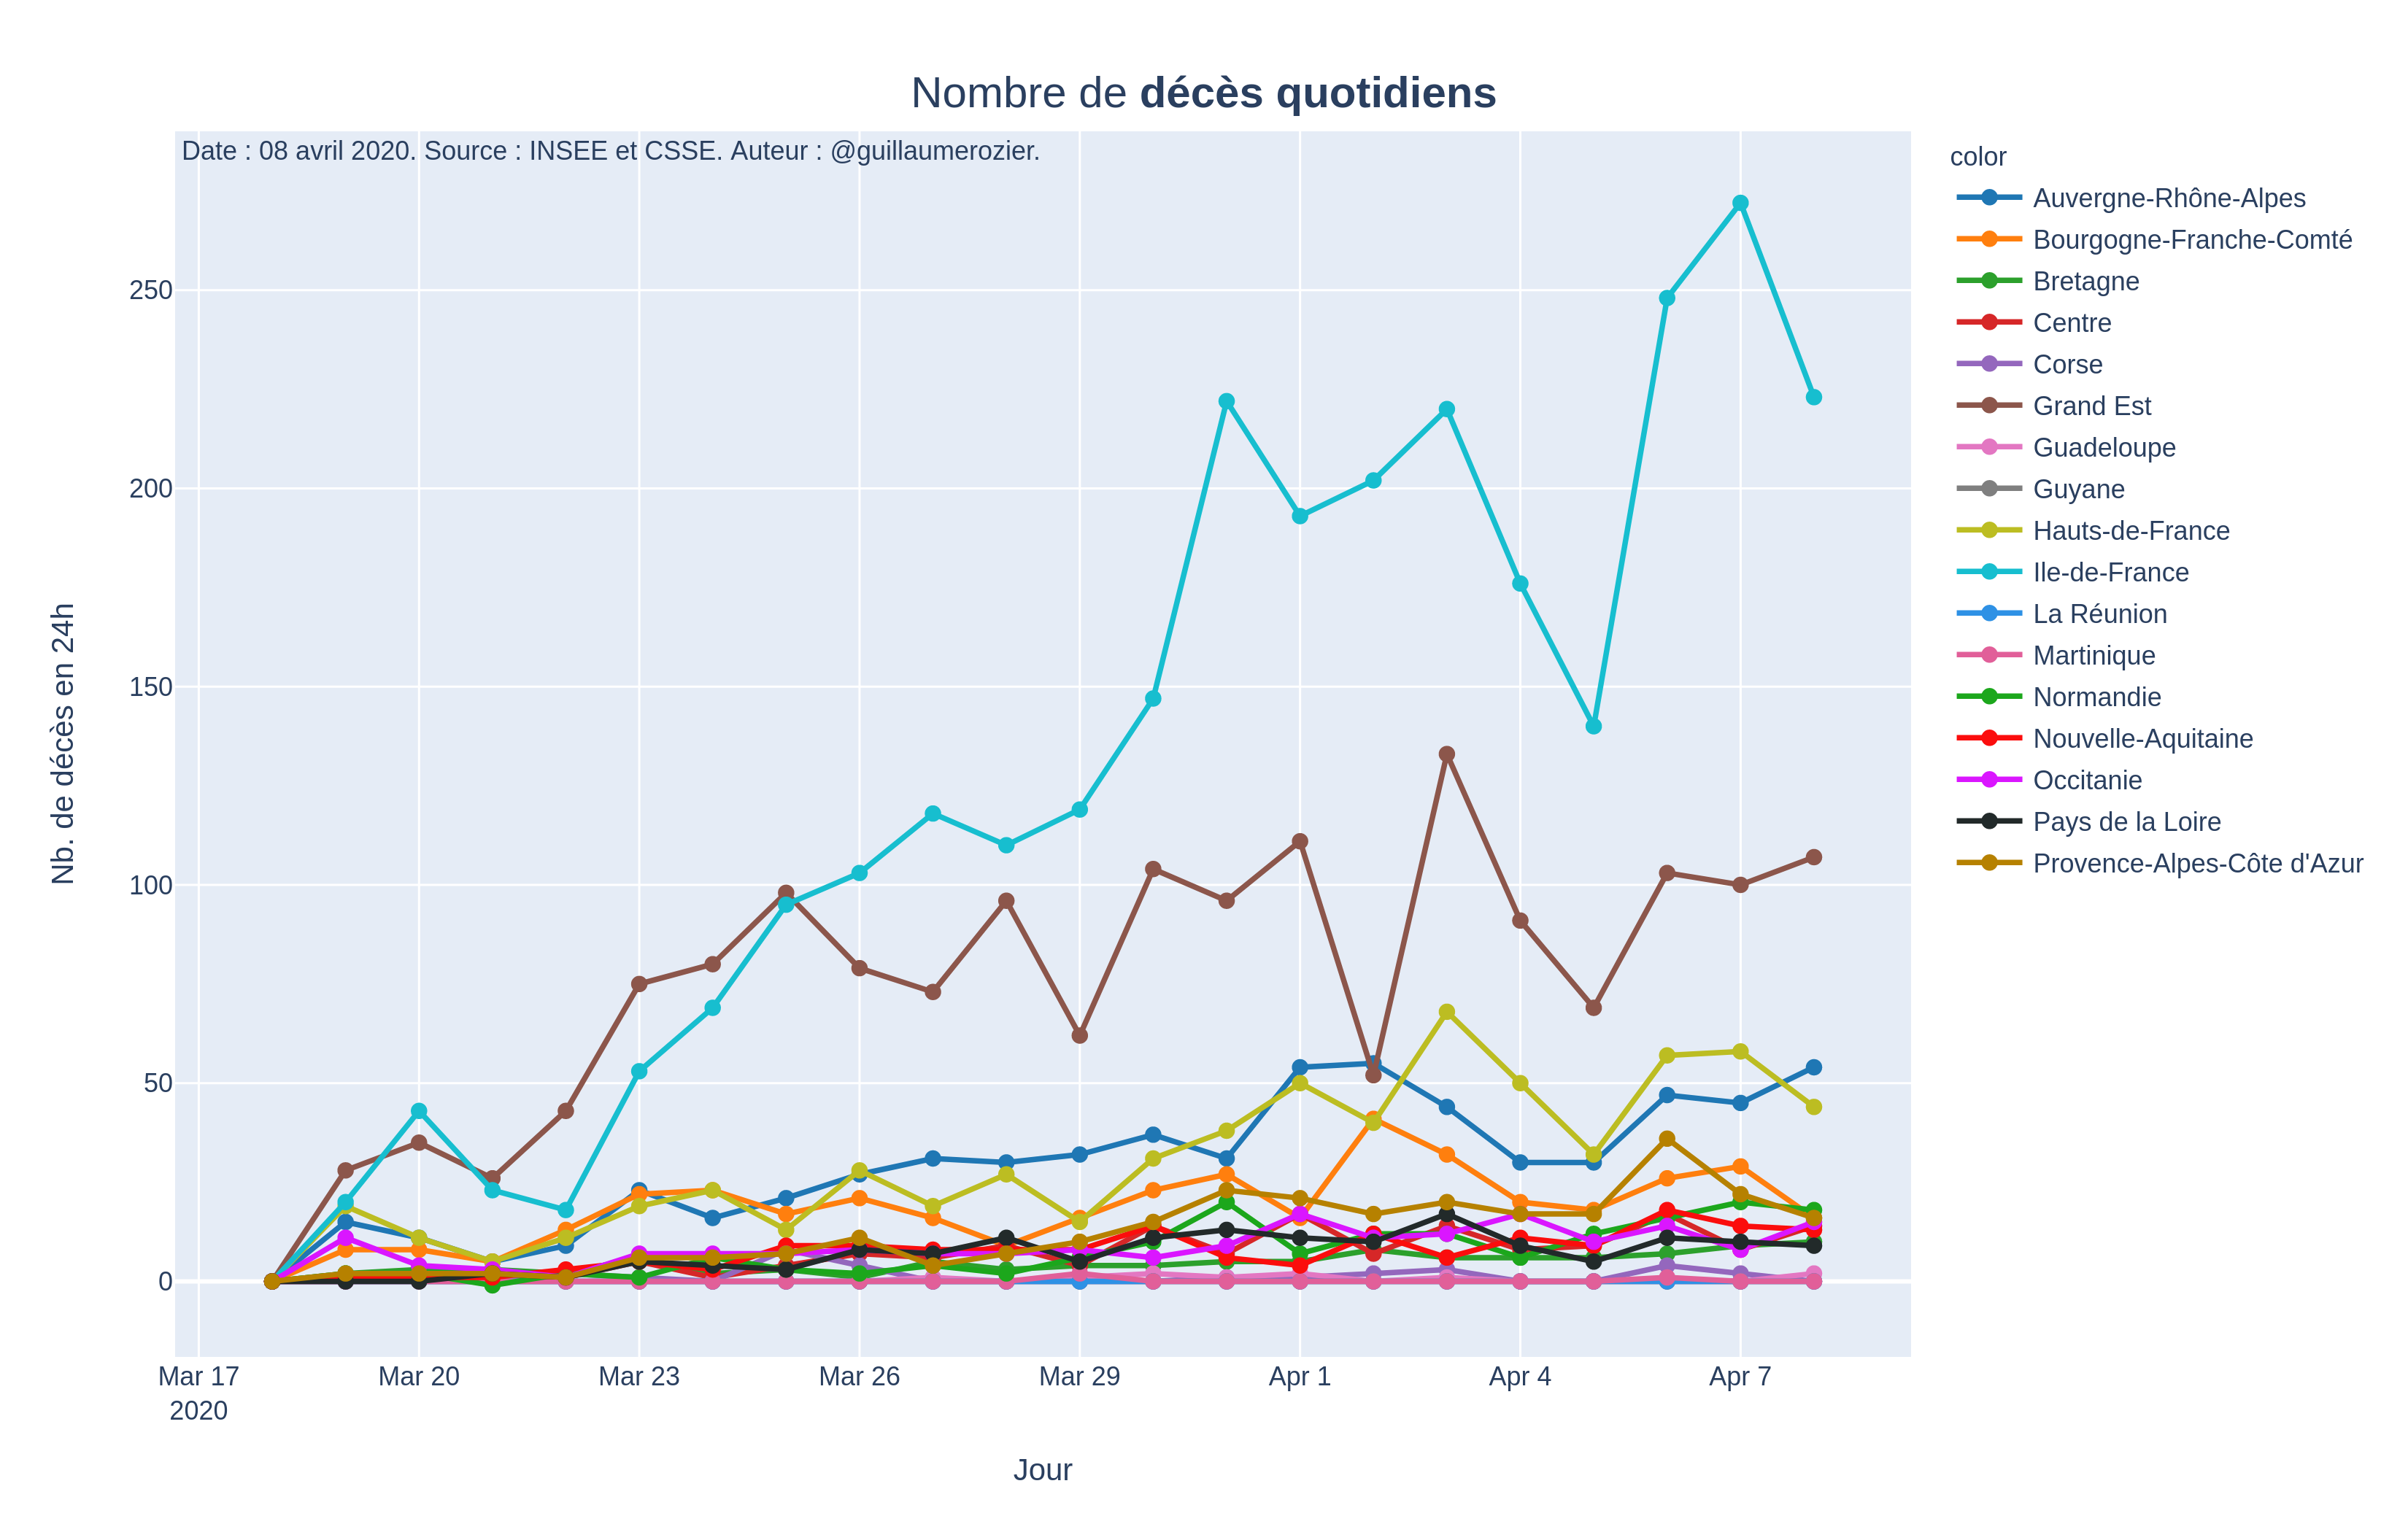 Nombre de décès quotidiens
Date : 08 avril 2020. Source : INSEE et CSSE. Auteur : @guillaumerozier.
color
Auvergne-Rhône-Alpes
Bourgogne-Franche-Comté
Bretagne
Centre
Corse
Grand Est
Guadeloupe
Guyane
Hauts-de-France
Ile-de-France
La Réunion
Martinique
Normandie
Nouvelle-Aquitaine
Occitanie
Pays de la Loire
Provence-Alpes-Côte d'Azur
Nb. de décès en 24h
250
200
150
100
50
0
Mar 17
2020
Mar 20
Mar 23
Mar 26
Mar 29
Apr 1
Apr 4
Apr 7
Jour